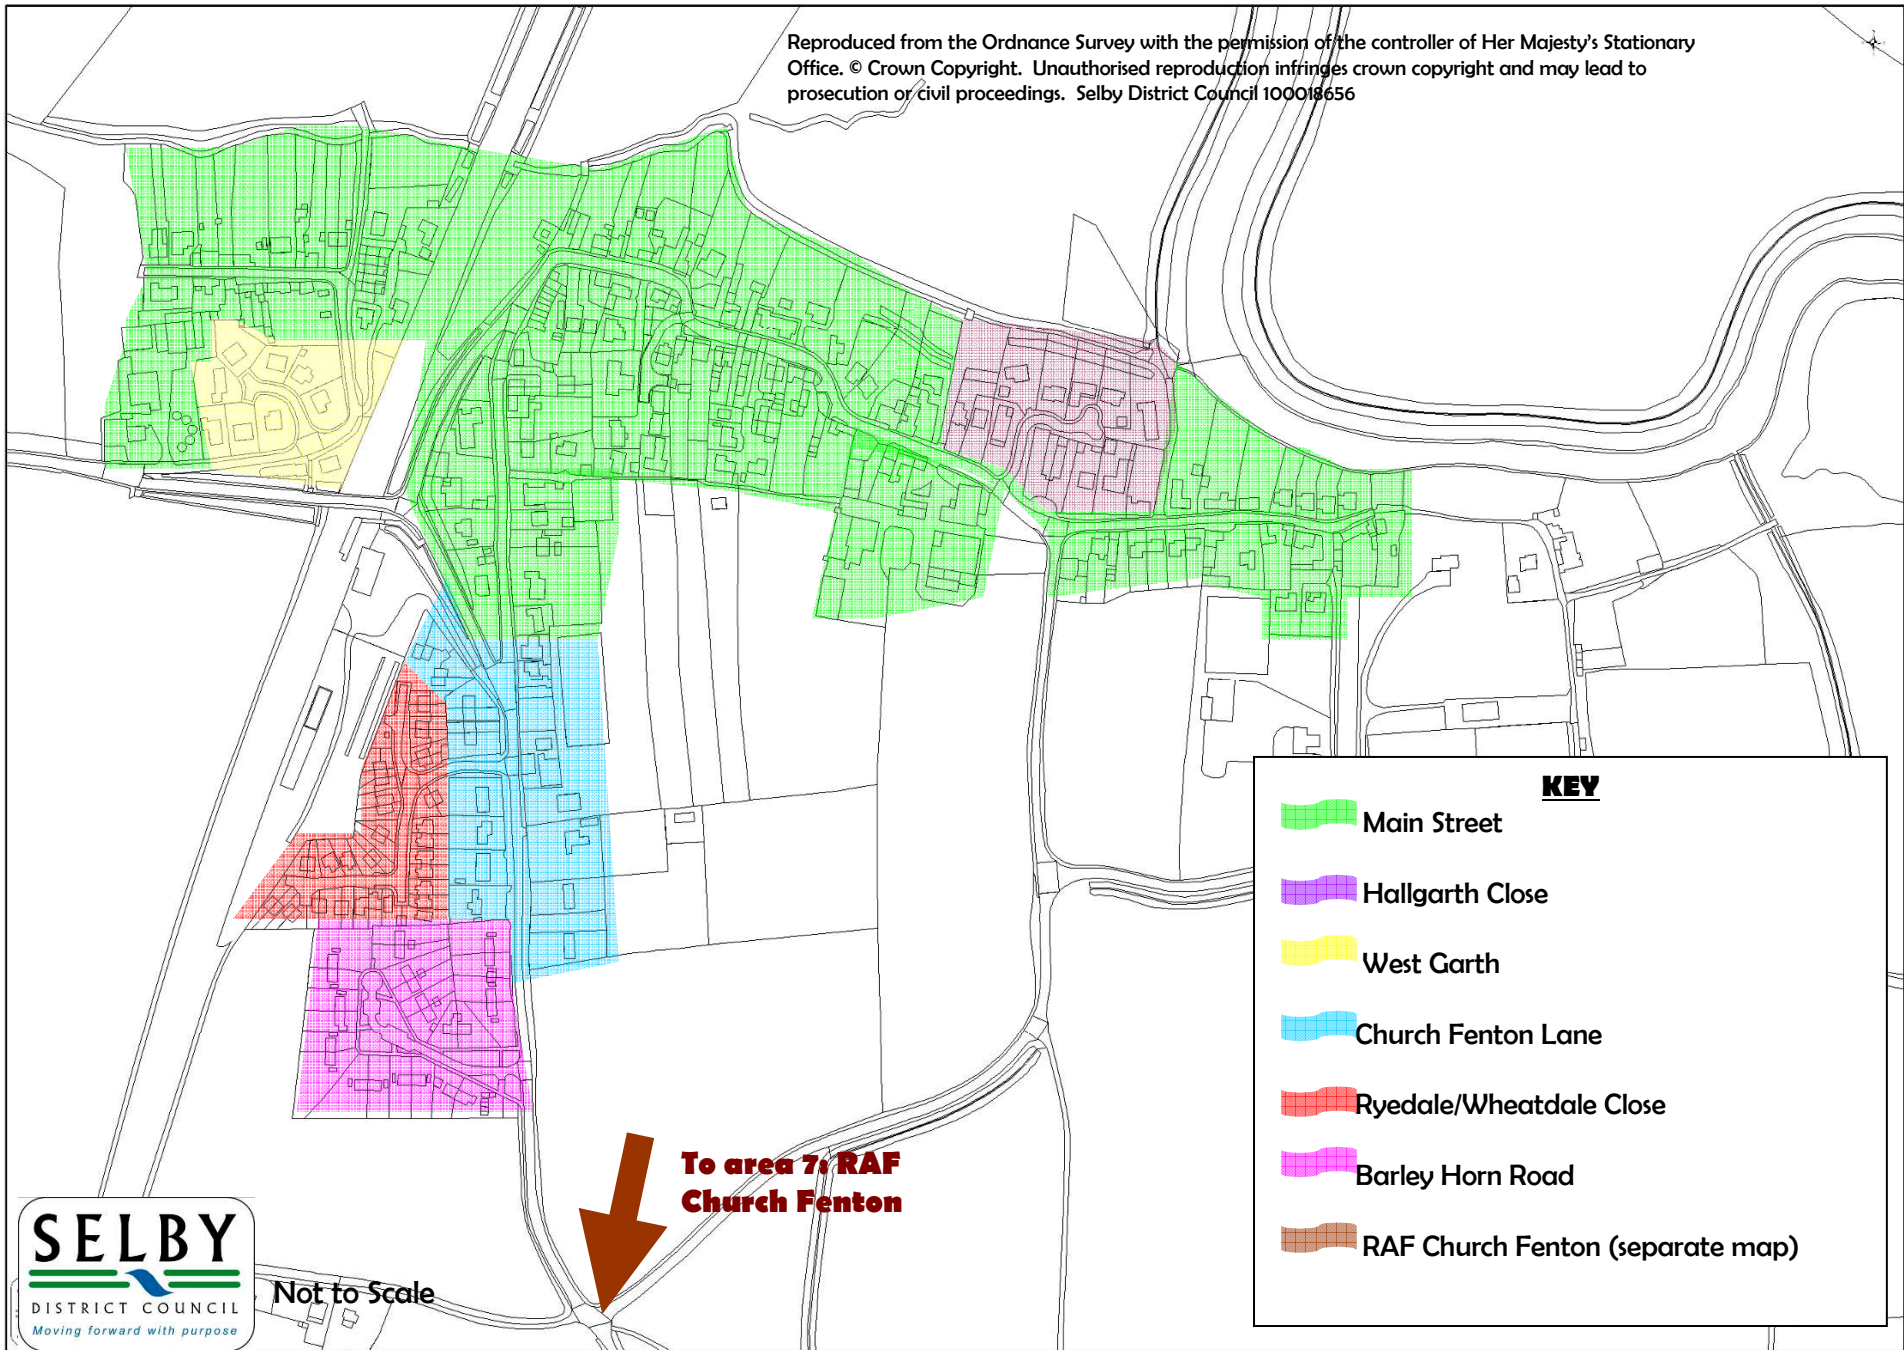 Reproduced from the Ordnance Survey with the permission of the controller of Her Majesty's Stationary
Office. © Crown Copyright. Unauthorised reproduction infringes crown copyright and may lead to
prosecution or civil proceedings. Selby District Council 100018656
KEY
Main Street
Hallgarth Close
West Garth
Church Fenton Lane
Ryedale/Wheatdale Close
Barley Horn Road
RAF Church Fenton (separate map)
To area 7: RAF
Church Fenton
SELBY
DISTRICT COUNCIL
Moving forward with purpose
Not to Scale